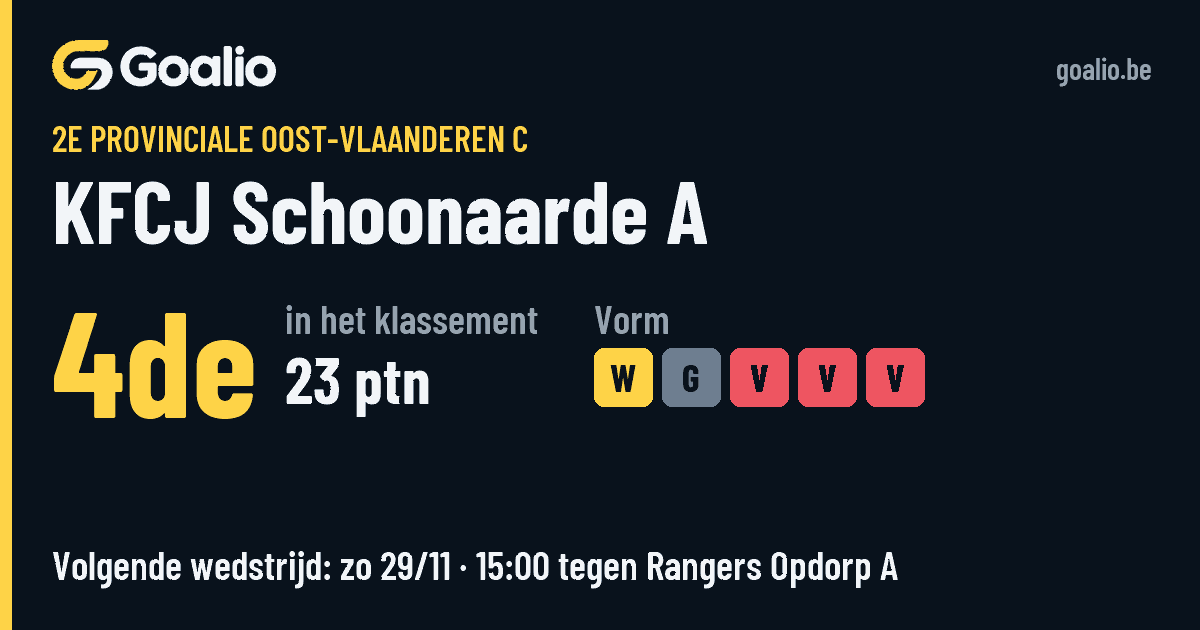 Goalio
goalio.be
2E PROVINCIALE OOST-VLAANDEREN C
KFCJ Schoonaarde A
4de
in het klassement
23 ptn
Vorm
W G V V V
Volgende wedstrijd: zo 29/11 · 15:00 tegen Rangers Opdorp A